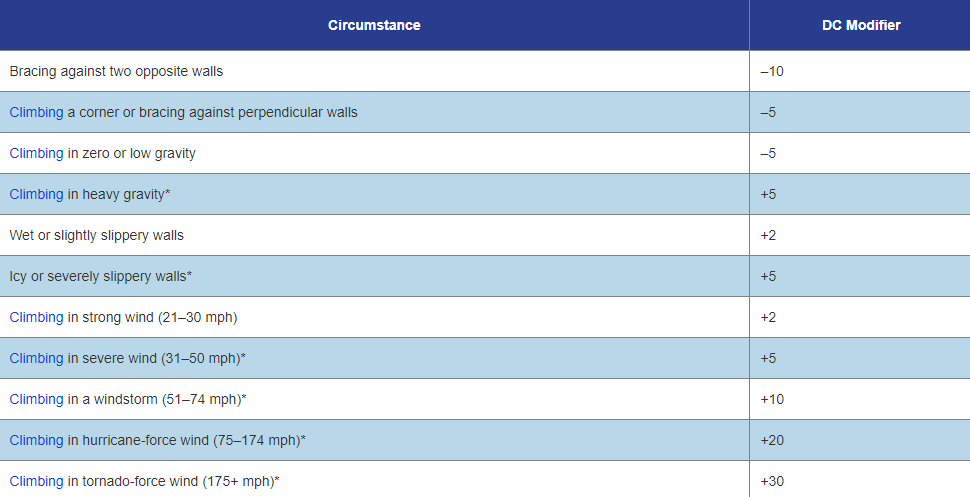 Circumstance DC Modifier
Bracing against two opposite walls –10
Climbing a corner or bracing against perpendicular walls –5
Climbing in zero or low gravity –5
Climbing in heavy gravity* +5
Wet or slightly slippery walls +2
Icy or severely slippery walls* +5
Climbing in strong wind (21–30 mph) +2
Climbing in severe wind (31–50 mph)* +5
Climbing in a windstorm (51–74 mph)* +10
Climbing in hurricane-force wind (75–174 mph)* +20
Climbing in tornado-force wind (175+ mph)* +30